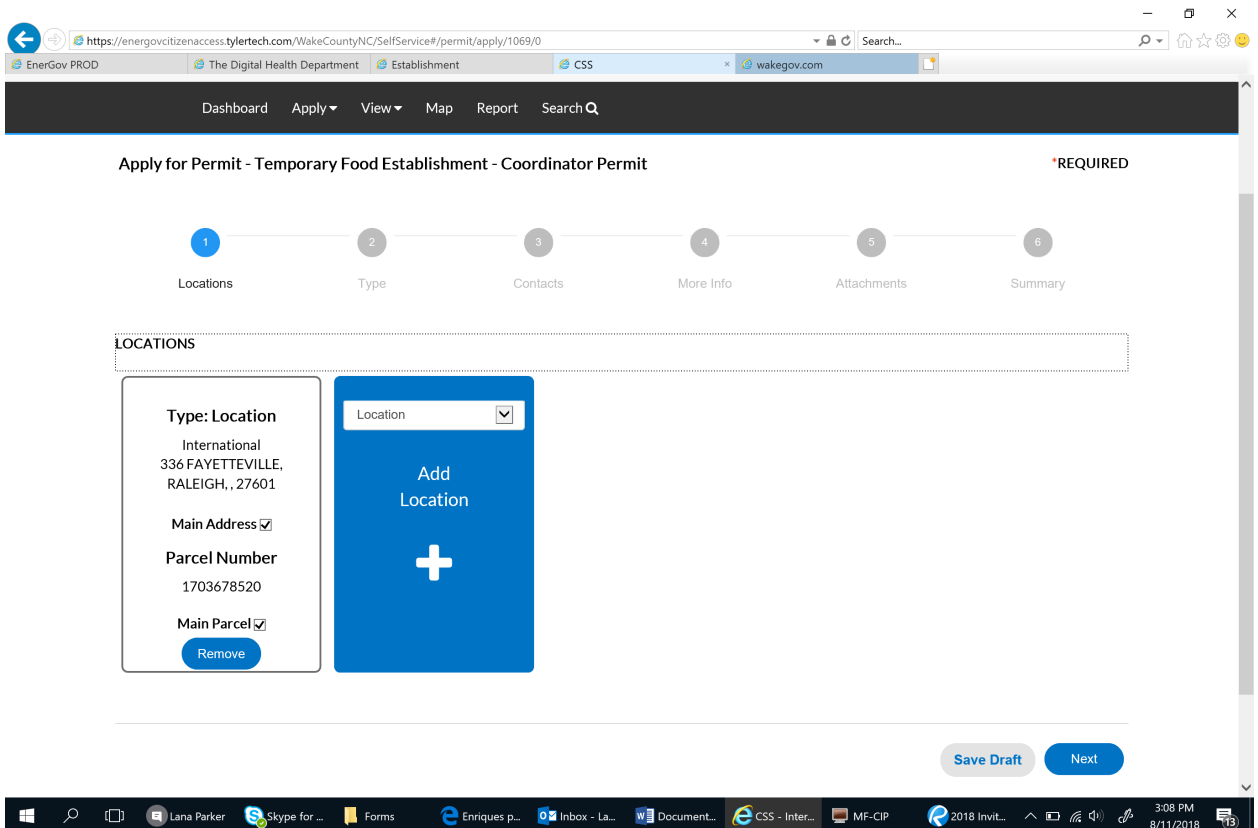 https://energovcitizenaccess.tylertech.com/WakeCountyNC/SelfService#/permit/apply/1069/0
Search...
EnerGov PROD
The Digital Health Department
Establishment
CSS
wakegov.com
Dashboard Apply View Map Report Search
Apply for Permit - Temporary Food Establishment - Coordinator Permit
*REQUIRED
1 2 3 4 5 6
Locations Type Contacts More Info Attachments Summary
LOCATIONS
Type: Location
International
336 FAYETTEVILLE,
RALEIGH, , 27601
Main Address
Parcel Number
1703678520
Main Parcel
Remove
Location
Add
Location
Save Draft
Next
Lana Parker
Skype for ...
Forms
Enriques p...
Inbox - La...
Document...
CSS - Inter...
MF-CIP
2018 Invit...
3:08 PM
8/11/2018
13